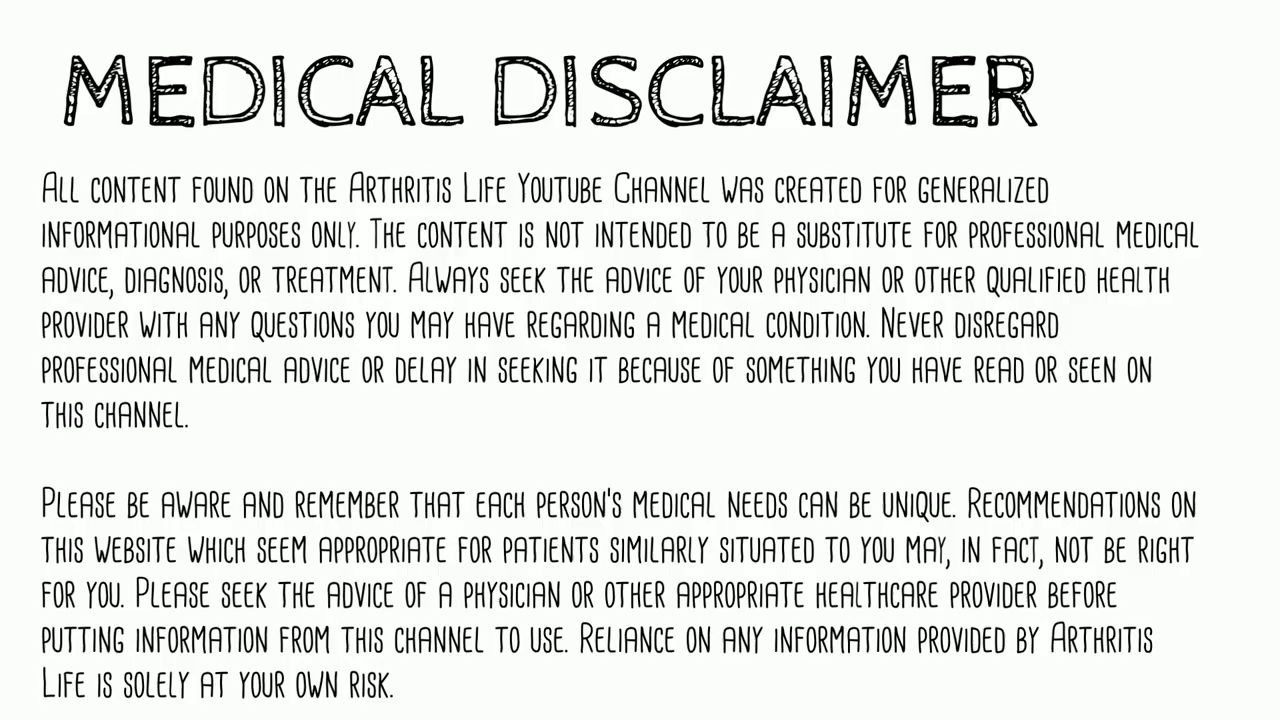 MEDICAL DISCLAIMER
All content found on the Arthritis Life Youtube Channel was created for generalized
informational purposes only. The content is not intended to be a substitute for professional medical
advice, diagnosis, or treatment. Always seek the advice of your physician or other qualified health
provider with any questions you may have regarding a medical condition. Never disregard
professional medical advice or delay in seeking it because of something you have read or seen on
this channel.
Please be aware and remember that each person's medical needs can be unique. Recommendations on
this website which seem appropriate for patients similarly situated to you may, in fact, not be right
for you. Please seek the advice of a physician or other appropriate healthcare provider before
putting information from this channel to use. Reliance on any information provided by Arthritis
Life is solely at your own risk.